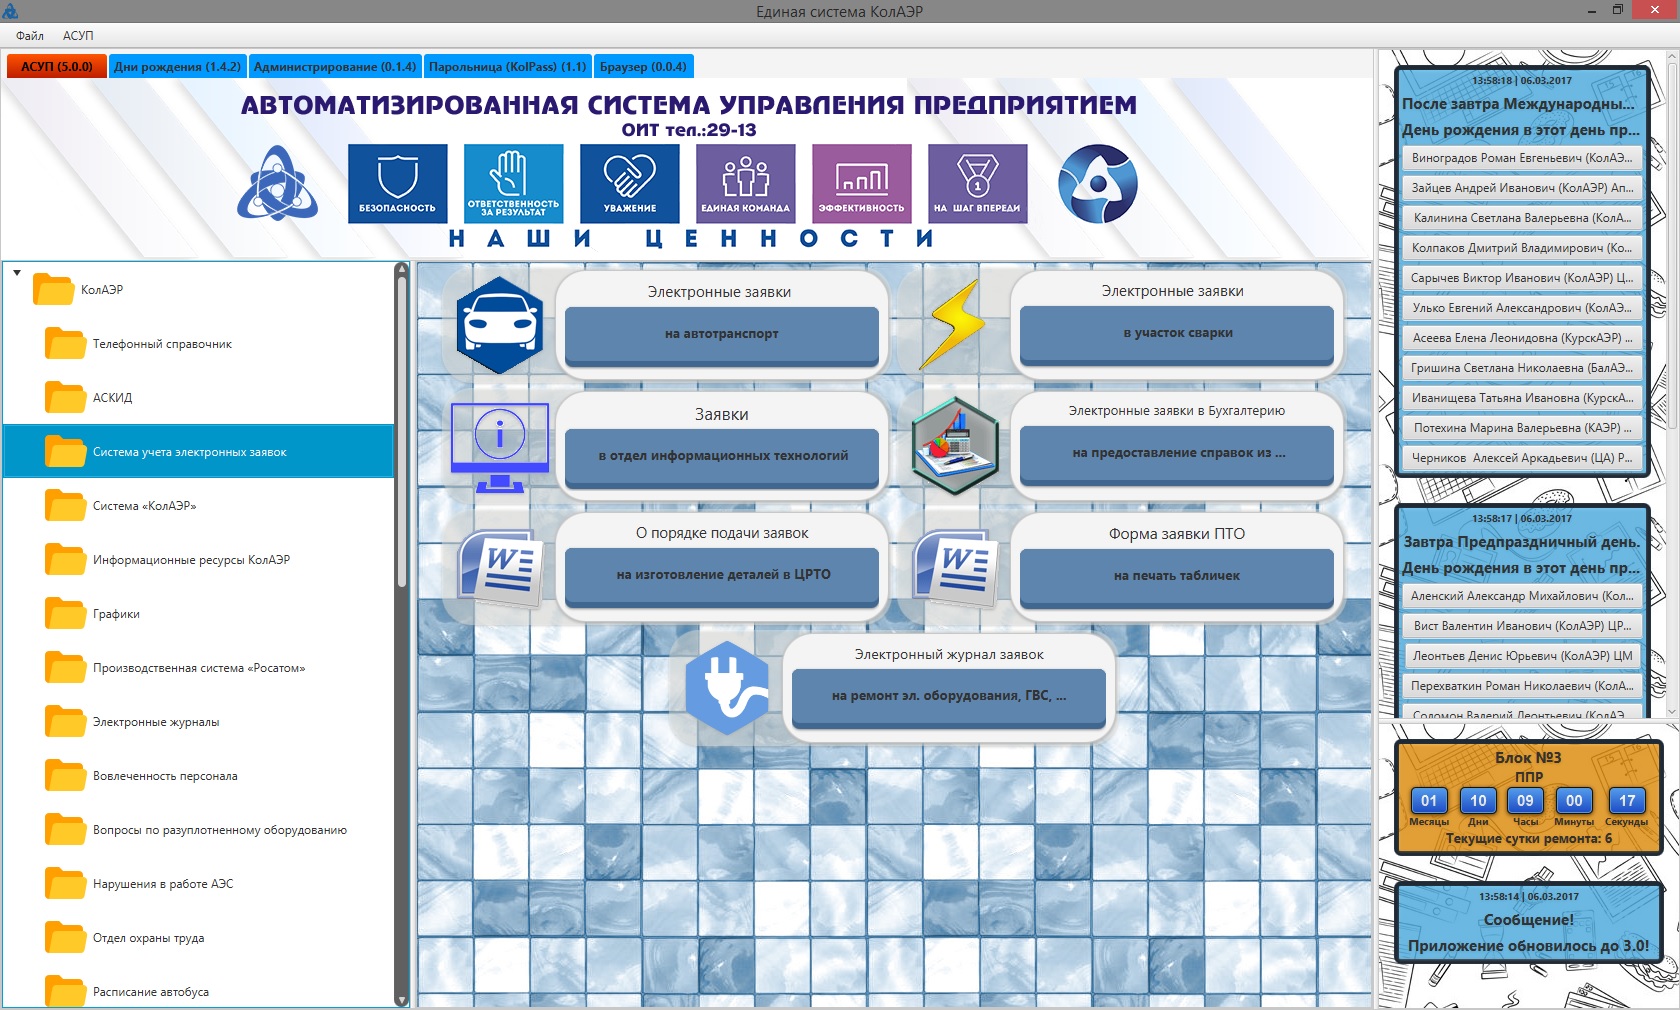 Единая система КолАЭР
Файл АСУП
АСУП (5.0.0) Дни рождения (1.4.2) Администрирование (0.1.4) Парольница (KolPass) (1.1) Браузер (0.0.4)
АВТОМАТИЗИРОВАННАЯ СИСТЕМА УПРАВЛЕНИЯ ПРЕДПРИЯТИЕМ
ОИТ тел.:29-13
БЕЗОПАСНОСТЬ
ОТВЕТСТВЕННОСТЬ
ЗА РЕЗУЛЬТАТ
УВАЖЕНИЕ
ЕДИНАЯ КОМАНДА
ЭФФЕКТИВНОСТЬ
1
НА ШАГ ВПЕРЕДИ
НАШИ ЦЕННОСТИ
КолАЭР
Телефонный справочник
АСКИД
Система учета электронных заявок
Система «КолАЭР»
Информационные ресурсы КолАЭР
Графики
Производственная система «Росатом»
Электронные журналы
Вовлеченность персонала
Вопросы по разуплотненному оборудованию
Нарушения в работе АЭС
Отдел охраны труда
Расписание автобуса
Электронные заявки
на автотранспорт
Электронные заявки
в участок сварки
Заявки
в отдел информационных технологий
Электронные заявки в Бухгалтерию
на предоставление справок из ...
О порядке подачи заявок
на изготовление деталей в ЦРТО
Форма заявки ПТО
на печать табличек
Электронный журнал заявок
на ремонт эл. оборудования, ГВС, ...
13:58:18 | 06.03.2017
После завтра Международны...
День рождения в этот день пр...
Виноградов Роман Евгеньевич (КолАЭ...
Зайцев Андрей Иванович (КолАЭР) Ап...
Калинина Светлана Валерьевна (КолА...
Колпаков Дмитрий Владимирович (Ко...
Сарычев Виктор Иванович (КолАЭР) Ц...
Улько Евгений Александрович (КолАЭ...
Асеева Елена Леонидовна (КурскАЭР) ...
Гришина Светлана Николаевна (БалАЭ...
Иванищева Татьяна Ивановна (КурскА...
Потехина Марина Валерьевна (КАЭР) ...
Черников Алексей Аркадьевич (ЦА) Р...
13:58:17 | 06.03.2017
Завтра Предпраздничный день.
День рождения в этот день пр...
Аленский Александр Михайлович (Кол...
Вист Валентин Иванович (КолАЭР) ЦР...
Леонтьев Денис Юрьевич (КолАЭР) ЦМ
Перехваткин Роман Николаевич (КолА...
Соломон Валерий Леонтьевич (КолАЭ...
Блок №3
ППР
01 10 09 00 17
Месяцы Дни Часы Минуты Секунды
Текущие сутки ремонта: 6
13:58:14 | 06.03.2017
Сообщение!
Приложение обновилось до 3.0!